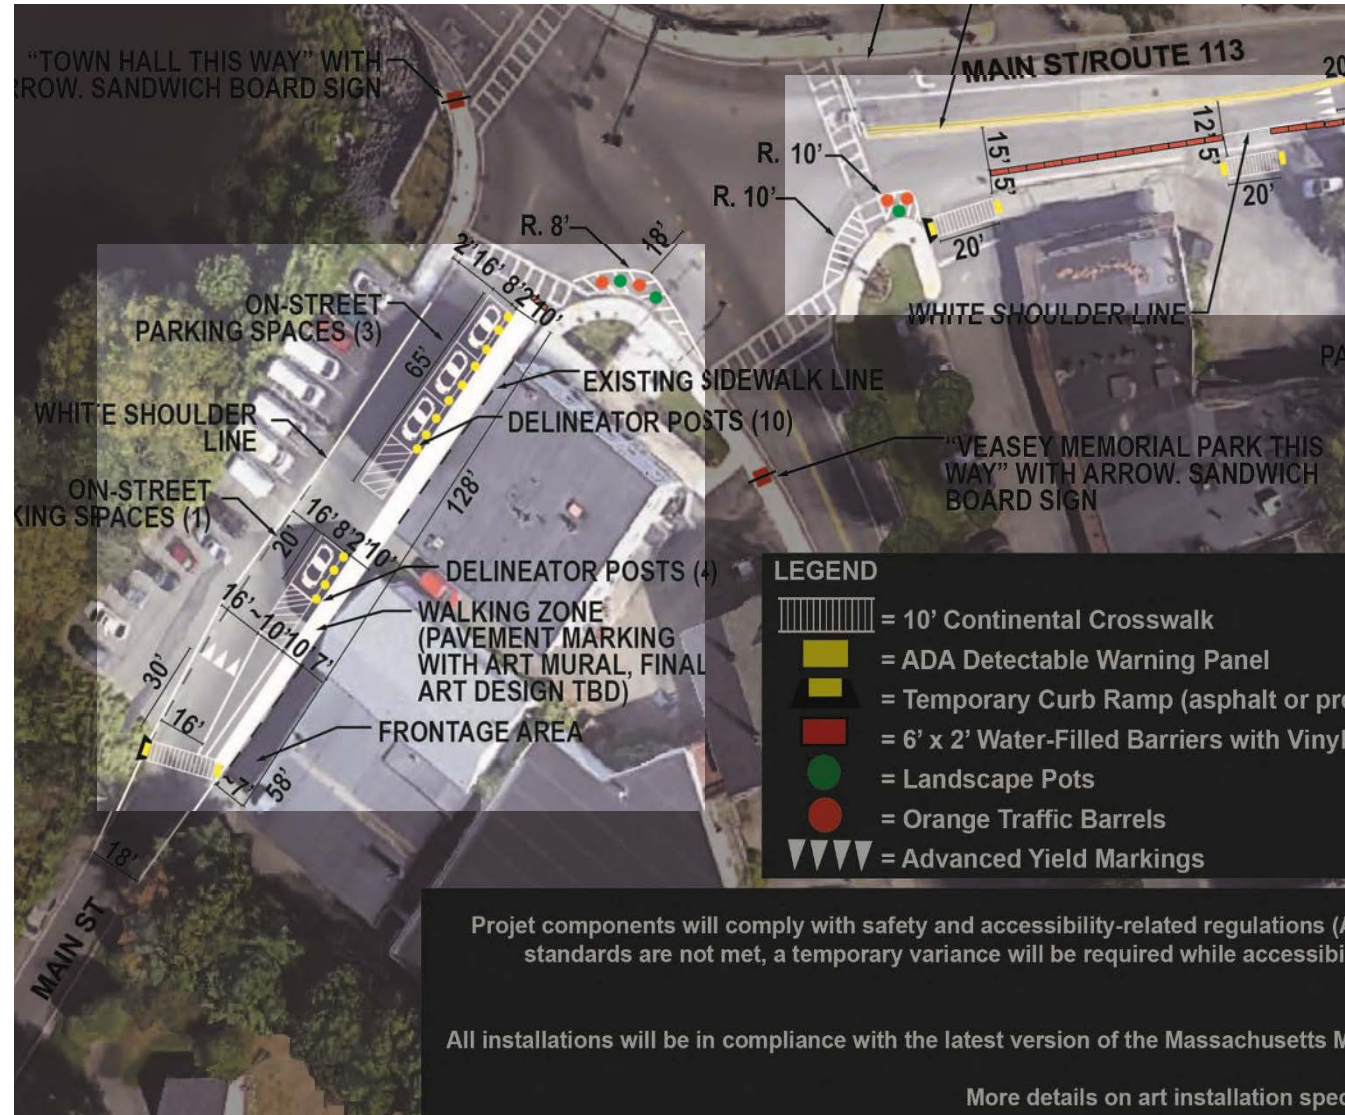 "TOWN HALL THIS WAY" WITH
RROW. SANDWICH BOARD SIGN
MAIN ST/ROUTE 113
20
R. 10'
R. 10'
15'
5'
12'
5'
20'
20'
WHITE SHOULDER LINE
PA
R. 8'
18'
2'
16'
8'
2'
10'
ON-STREET
PARKING SPACES (3)
65'
EXISTING SIDEWALK LINE
DELINEATOR POSTS (10)
WHITE SHOULDER
LINE
128'
"VEASEY MEMORIAL PARK THIS
WAY" WITH ARROW. SANDWICH
BOARD SIGN
ON-STREET
KING SPACES (1)
20'
16'
8'
2'
10'
DELINEATOR POSTS (4)
16'
~10'
10'
7'
WALKING ZONE
(PAVEMENT MARKING
WITH ART MURAL, FINAL
ART DESIGN TBD)
30'
16'
FRONTAGE AREA
~7'
58'
18'
MAIN ST
LEGEND
= 10' Continental Crosswalk
= ADA Detectable Warning Panel
= Temporary Curb Ramp (asphalt or pre
= 6' x 2' Water-Filled Barriers with Vinyl
= Landscape Pots
= Orange Traffic Barrels
= Advanced Yield Markings
Projet components will comply with safety and accessibility-related regulations (A
standards are not met, a temporary variance will be required while accessibi
All installations will be in compliance with the latest version of the Massachusetts M
More details on art installation spec